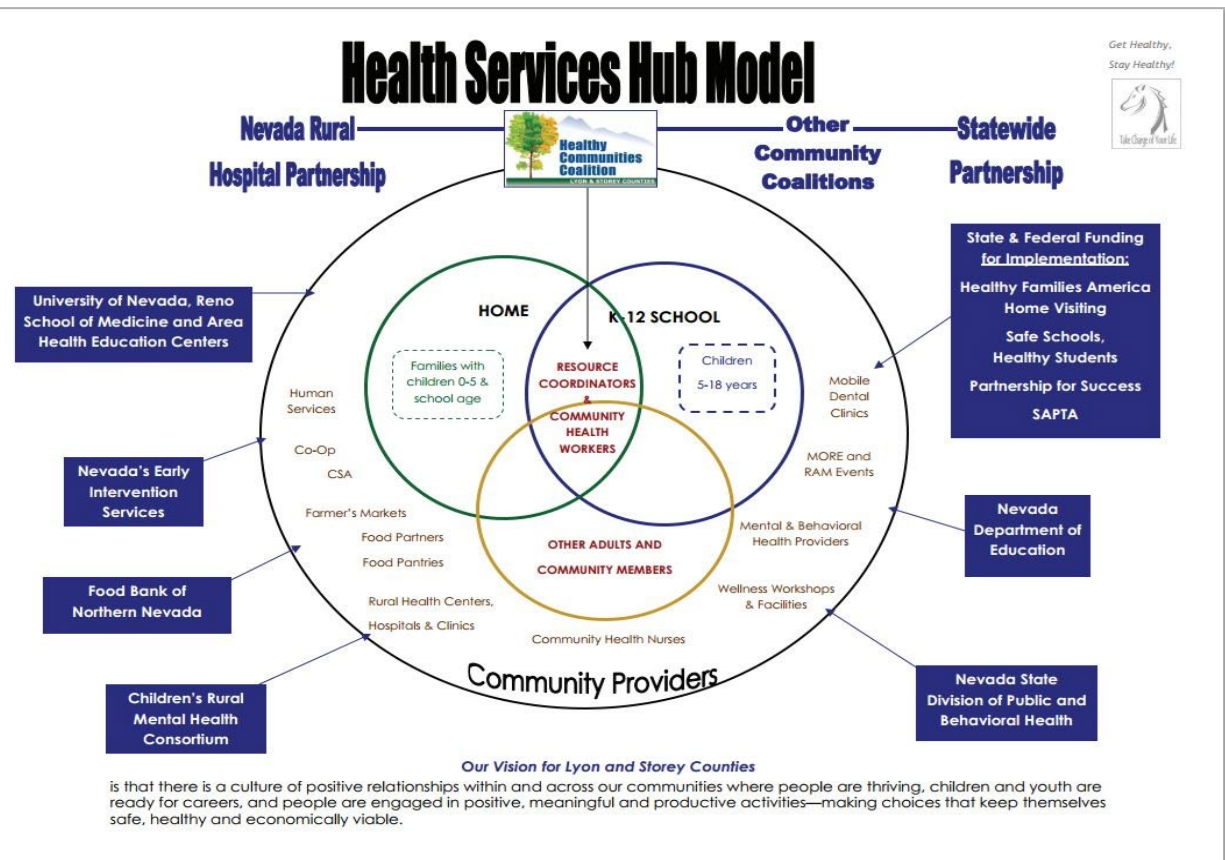 Health Services Hub Model
Get Healthy,
Stay Healthy!
Take Charge of Your Life
Nevada Rural
Hospital Partnership
Healthy
Communities
Coalition
LYON & STOREY COUNTIES
Other
Community
Coalitions
Statewide
Partnership
State & Federal Funding
for Implementation:
Healthy Families America
Home Visiting
Safe Schools,
Healthy Students
Partnership for Success
SAPTA
University of Nevada, Reno
School of Medicine and Area
Health Education Centers
HOME
K-12 SCHOOL
Families with
children 0-5 &
school age
RESOURCE
COORDINATORS
&
COMMUNITY
HEALTH
WORKERS
Children
5-18 years
Human
Services
Co-Op
CSA
Farmer's Markets
Food Partners
Food Pantries
Rural Health Centers,
Hospitals & Clinics
Mobile
Dental
Clinics
MORE and
RAM Events
Mental & Behavioral
Health Providers
Wellness Workshops
& Facilities
OTHER ADULTS AND
COMMUNITY MEMBERS
Community Health Nurses
Community Providers
Nevada's Early
Intervention
Services
Nevada
Department of
Education
Food Bank of
Northern Nevada
Children's Rural
Mental Health
Consortium
Nevada State
Division of Public and
Behavioral Health
Our Vision for Lyon and Storey Counties
is that there is a culture of positive relationships within and across our communities where people are thriving, children and youth are
ready for careers, and people are engaged in positive, meaningful and productive activities—making choices that keep themselves
safe, healthy and economically viable.